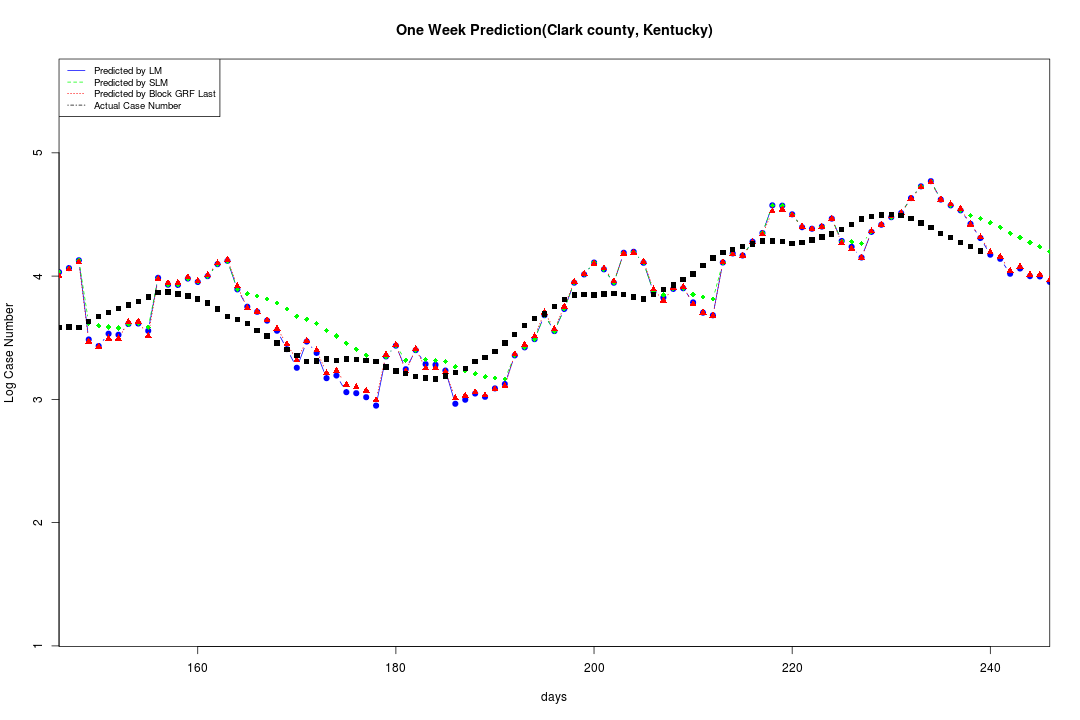 One Week Prediction(Clark county, Kentucky)
Predicted by LM
Predicted by SLM
Predicted by Block GRF Last
Actual Case Number
5
4
3
2
1
Log Case Number
160 180 200 220 240
days